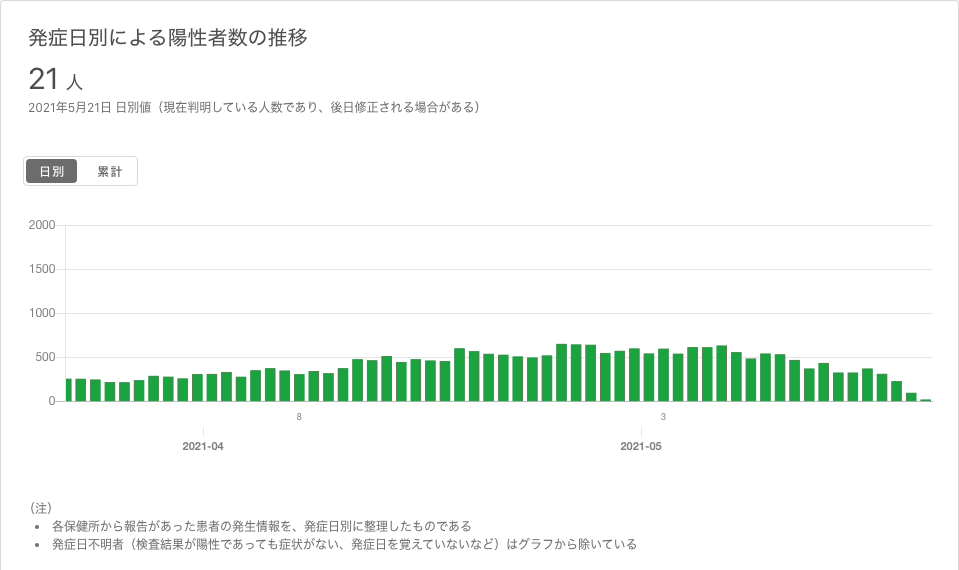 発症日別による陽性者数の推移
21 人
2021年5月21日 日別値（現在判明している人数であり、後日修正される場合がある）
日別 累計
2000
1500
1000
500
0
8 3
2021-04 2021-05
（注）
• 各保健所から報告があった患者の発生情報を、発症日別に整理したものである
• 発症日不明者（検査結果が陽性であっても症状がない、発症日を覚えていないなど）はグラフから除いている